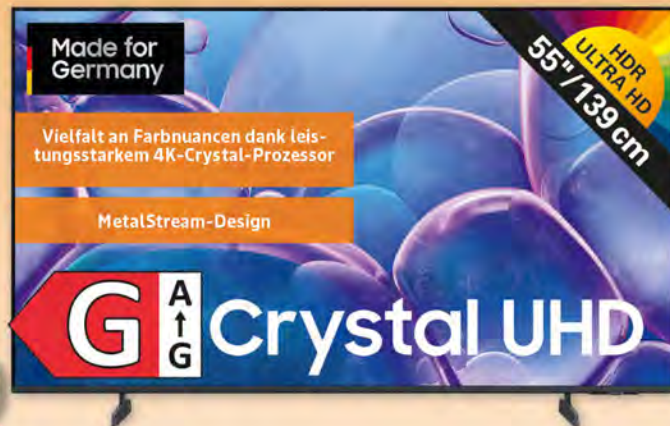 Made for
Germany
HDR
ULTRA HD
55"/139 cm
Vielfalt an Farbnuancen dank leis-
tungsstarkem 4K-Crystal-Prozessor
MetalStream-Design
G
A
↑
G
Crystal UHD